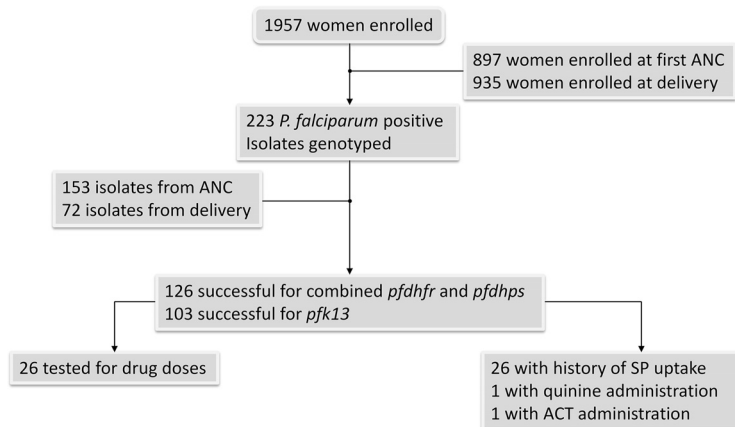 1957 women enrolled
897 women enrolled at first ANC
935 women enrolled at delivery
223 P. falciparum positive
Isolates genotyped
153 isolates from ANC
72 isolates from delivery
126 successful for combined pfdhfr and pfdhps
103 successful for pfk13
26 tested for drug doses
26 with history of SP uptake
1 with quinine administration
1 with ACT administration